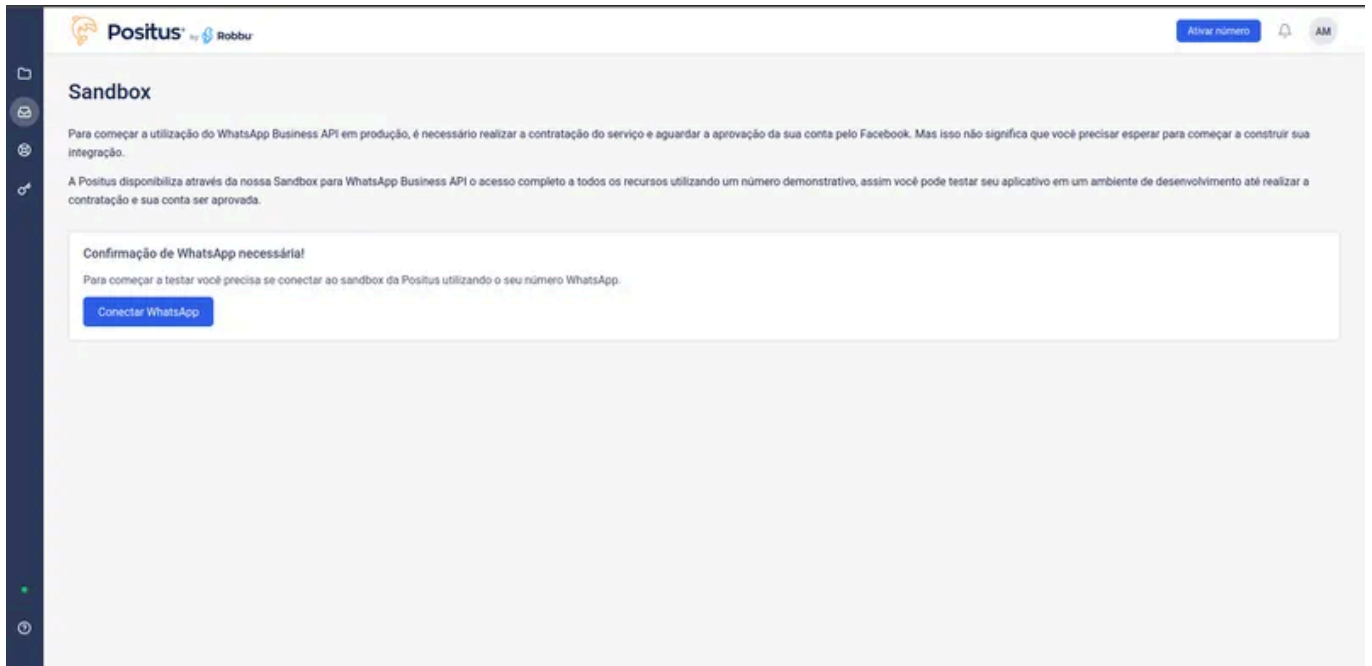 Positus+ by Robbu
Ativar número
AM
Sandbox
Para começar a utilização do WhatsApp Business API em produção, é necessário realizar a contratação do serviço e aguardar a aprovação da sua conta pelo Facebook. Mas isso não significa que você precisar esperar para começar a construir sua
integração.
A Positus disponibiliza através da nossa Sandbox para WhatsApp Business API o acesso completo a todos os recursos utilizando um número demonstrativo, assim você pode testar seu aplicativo em um ambiente de desenvolvimento até realizar a
contratação e sua conta ser aprovada.
Confirmação de WhatsApp necessária!
Para começar a testar você precisa se conectar ao sandbox da Positus utilizando o seu número WhatsApp.
Conectar WhatsApp